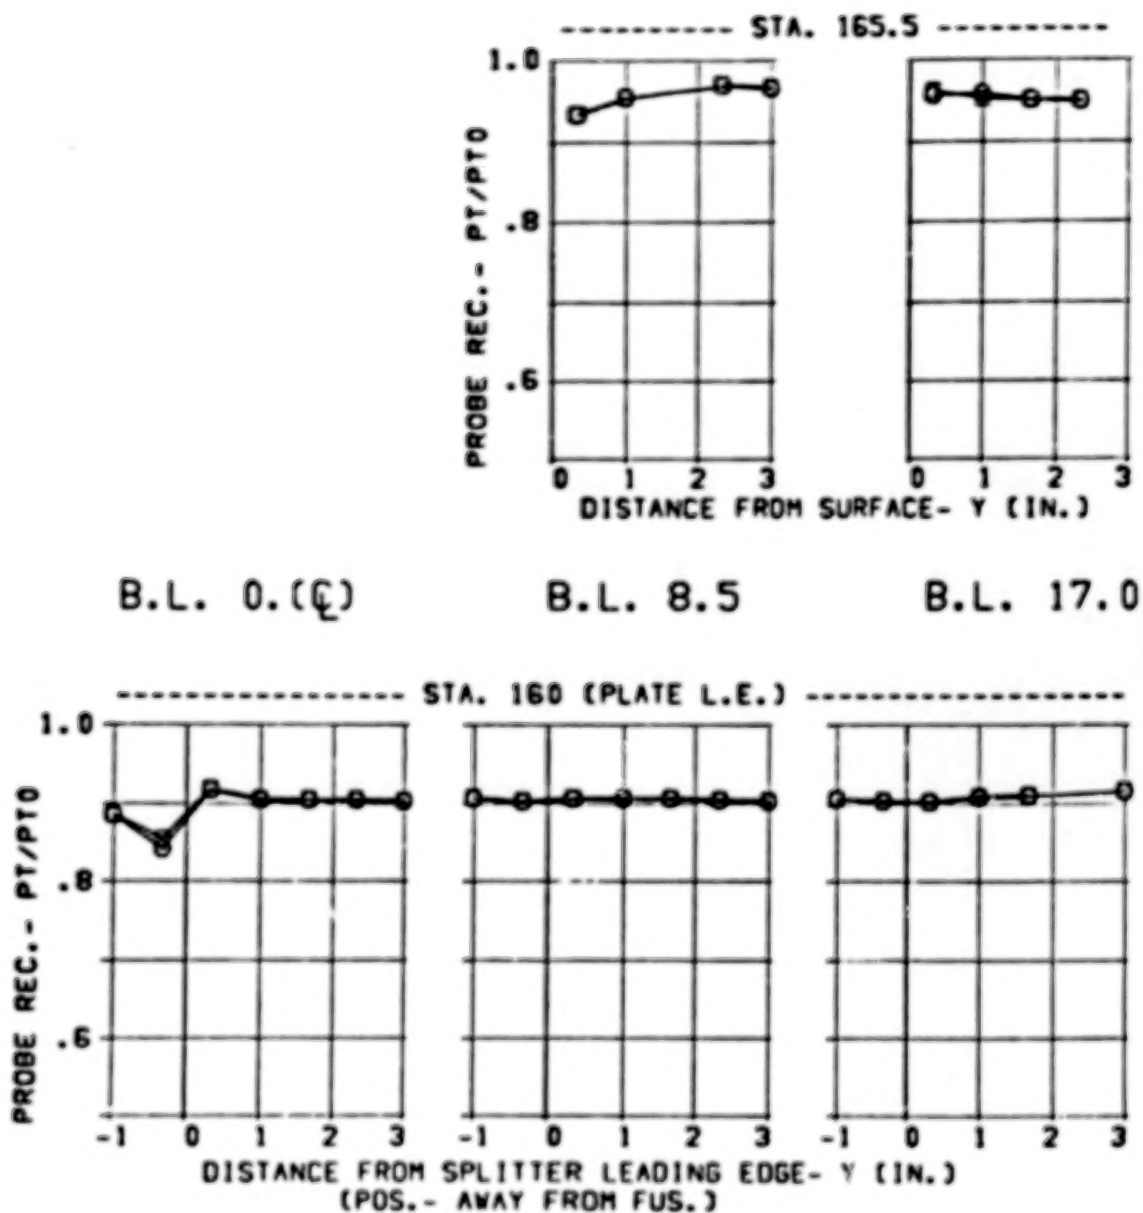 STA. 165.5
1.0
.8
.6
PROBE REC.- PT/PTO
0 1 2 3 0 1 2 3
DISTANCE FROM SURFACE- Y (IN.)
B.L. 0.(℄) B.L. 8.5 B.L. 17.0
STA. 160 (PLATE L.E.)
1.0
.8
.6
PROBE REC.- PT/PTO
-1 0 1 2 3 -1 0 1 2 3 -1 0 1 2 3
DISTANCE FROM SPLITTER LEADING EDGE- Y (IN.)
(POS.- AWAY FROM FUS.)